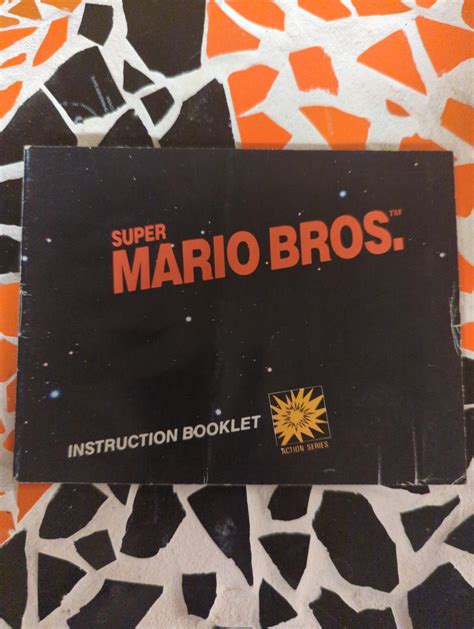 SUPER
MARIO BROS.™
INSTRUCTION BOOKLET
ACTION SERIES